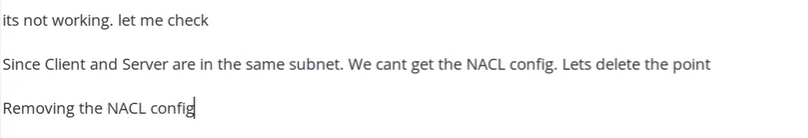 its not working. let me check
Since Client and Server are in the same subnet. We cant get the NACL config. Lets delete the point
Removing the NACL config